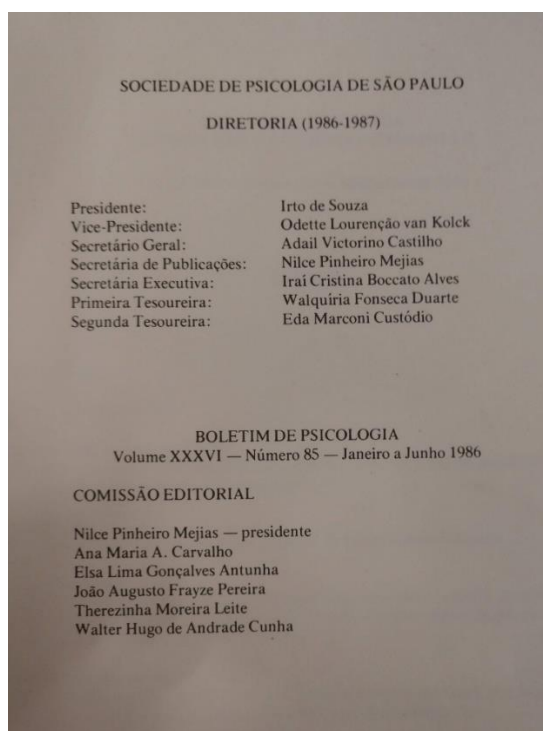 SOCIEDADE DE PSICOLOGIA DE SÃO PAULO
DIRETORIA (1986-1987)
Presidente: Irto de Souza
Vice-Presidente: Odette Lourenção van Kolck
Secretário Geral: Adail Victorino Castilho
Secretária de Publicações: Nilce Pinheiro Mejias
Secretária Executiva: Iraí Cristina Boccato Alves
Primeira Tesoureira: Walquíria Fonseca Duarte
Segunda Tesoureira: Eda Marconi Custódio
BOLETIM DE PSICOLOGIA
Volume XXXVI — Número 85 — Janeiro a Junho 1986
COMISSÃO EDITORIAL
Nilce Pinheiro Mejias — presidente
Ana Maria A. Carvalho
Elsa Lima Gonçalves Antunha
João Augusto Frayze Pereira
Therezinha Moreira Leite
Walter Hugo de Andrade Cunha